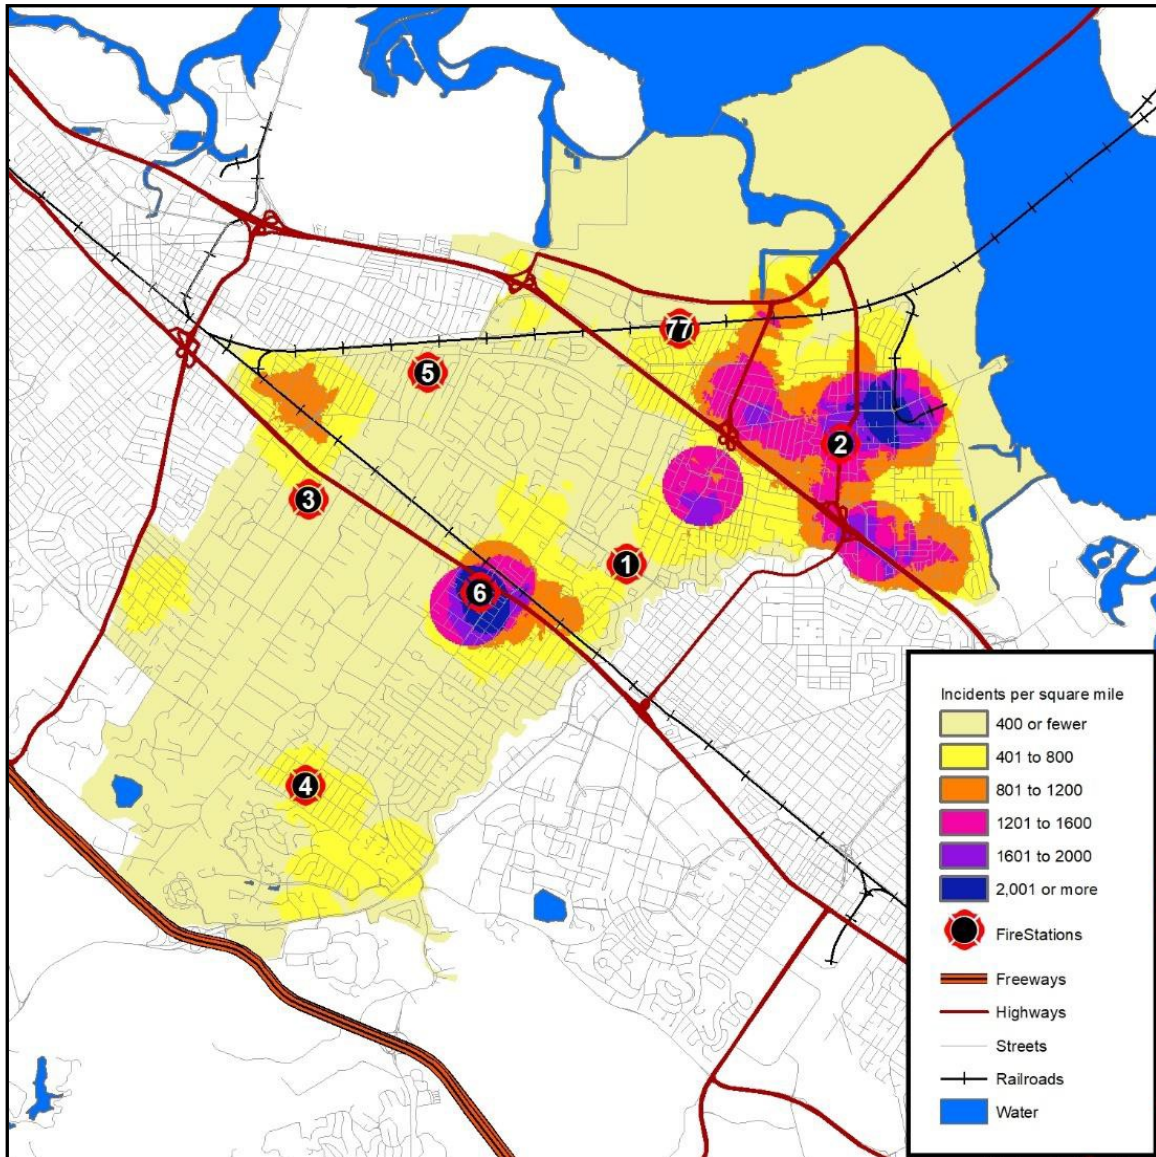 77
5
2
3
1
6
4
Incidents per square mile
400 or fewer
401 to 800
801 to 1200
1201 to 1600
1601 to 2000
2,001 or more
FireStations
Freeways
Highways
Streets
Railroads
Water